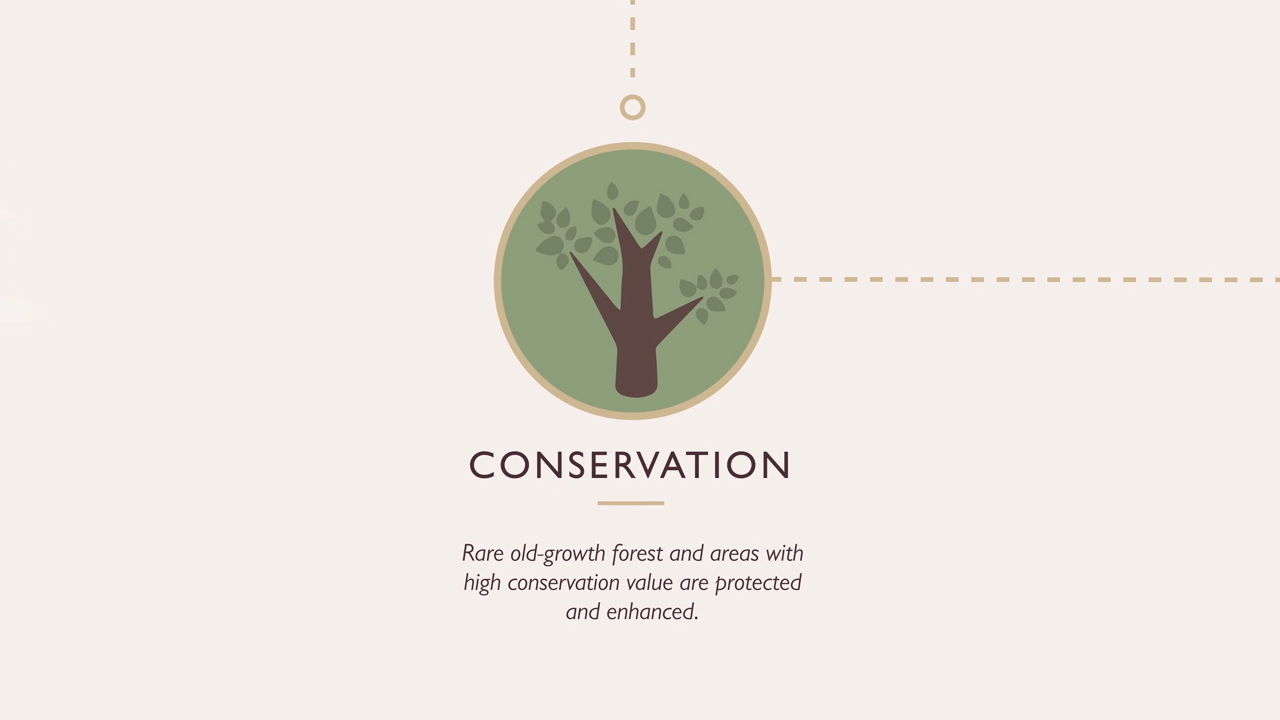 CONSERVATION
Rare old-growth forest and areas with
high conservation value are protected
and enhanced.